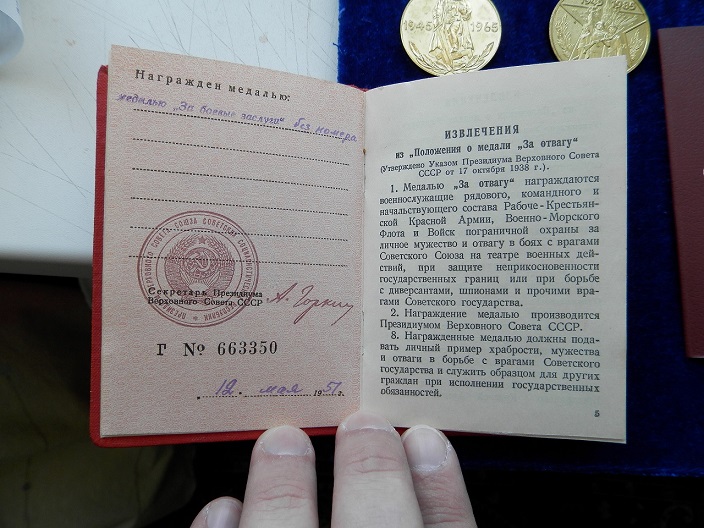 1945 1965
1945 1985
Награжден медалью:
медалью „За боевые заслуги“ без номера
Секретарь Президиума
Верховного Совета СССР
А. Горкин
Г № 663350
12. мая 1951 г.
ИЗВЛЕЧЕНИЯ
из „Положения о медали „За отвагу“
(Утверждено Указом Президиума Верховного Совета
СССР от 17 октября 1938 г.).
1. Медалью „За отвагу“ награждаются
военнослужащие рядового, командного и
начальствующего состава Рабоче-Крестьян-
ской Красной Армии, Военно-Морского
Флота и Войск пограничной охраны за
личное мужество и отвагу в боях с врагами
Советского Союза на театре военных дей-
ствий, при защите неприкосновенности
государственных границ или при борьбе
с диверсантами, шпионами и прочими вра-
гами Советского государства.
2. Награждение медалью производится
Президиумом Верховного Совета СССР.
8. Награжденные медалью должны пода-
вать личный пример храбрости, мужества
и отваги в борьбе с врагами Советского
государства и служить образцом для других
граждан при исполнении государственных
обязанностей.
5